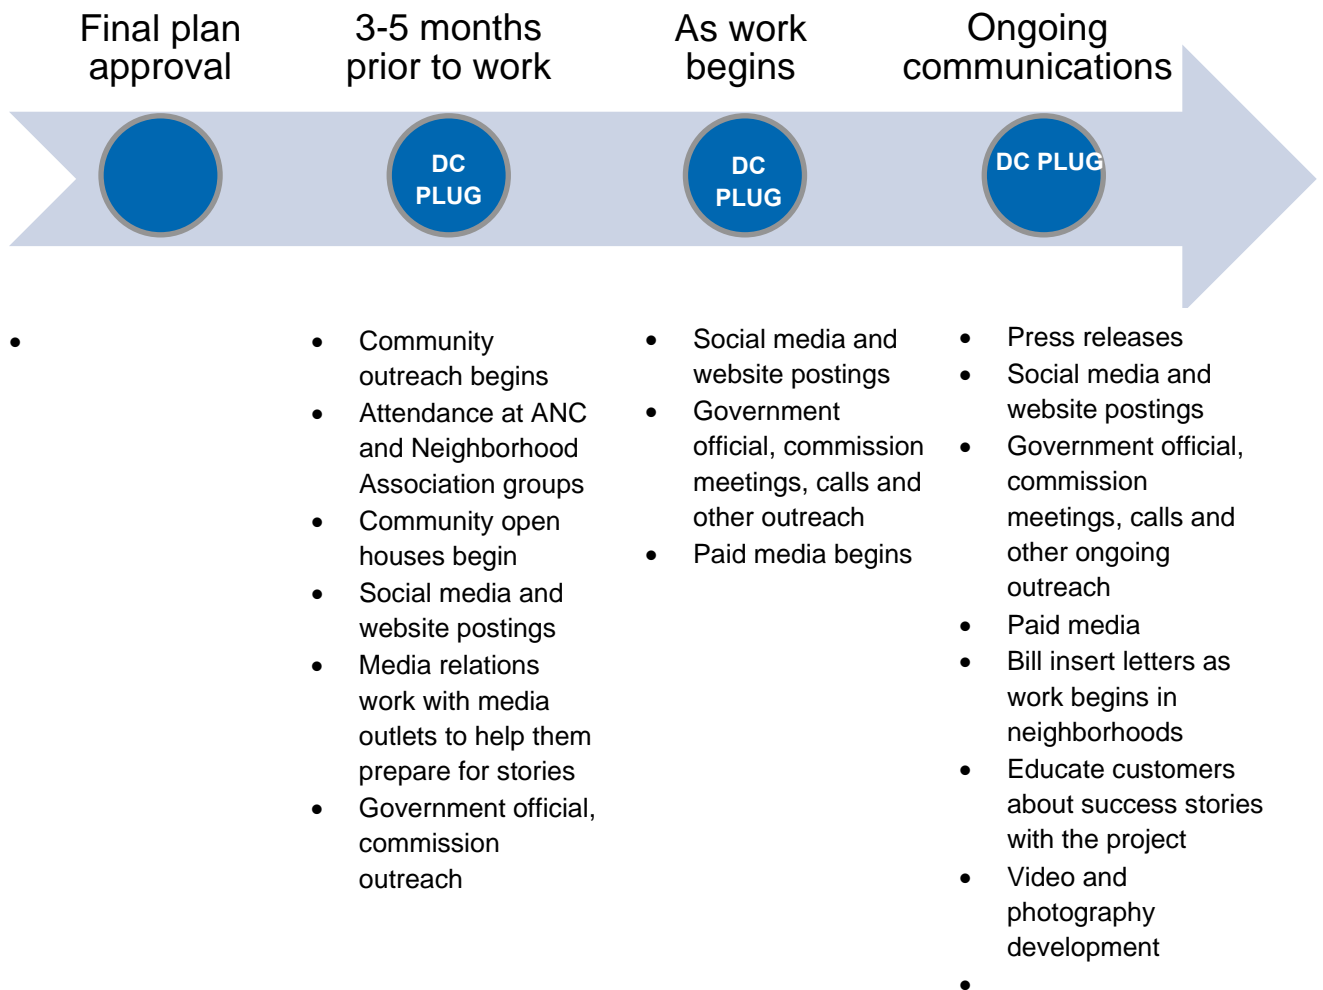 Final plan
approval
3-5 months
prior to work
As work
begins
Ongoing
communications
DC
PLUG
DC
PLUG
DC PLUG
•
• Community
outreach begins
• Attendance at ANC
and Neighborhood
Association groups
• Community open
houses begin
• Social media and
website postings
• Media relations
work with media
outlets to help them
prepare for stories
• Government official,
commission
outreach
• Social media and
website postings
• Government
official, commission
meetings, calls and
other outreach
• Paid media begins
• Press releases
• Social media and
website postings
• Government official,
commission
meetings, calls and
other ongoing
outreach
• Paid media
• Bill insert letters as
work begins in
neighborhoods
• Educate customers
about success stories
with the project
• Video and
photography
development
•